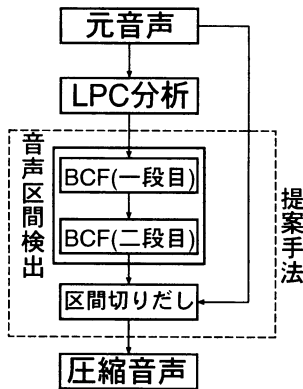 元音声
LPC分析
音声区間検出
BCF(一段目)
BCF(二段目)
提案手法
区間切りだし
圧縮音声